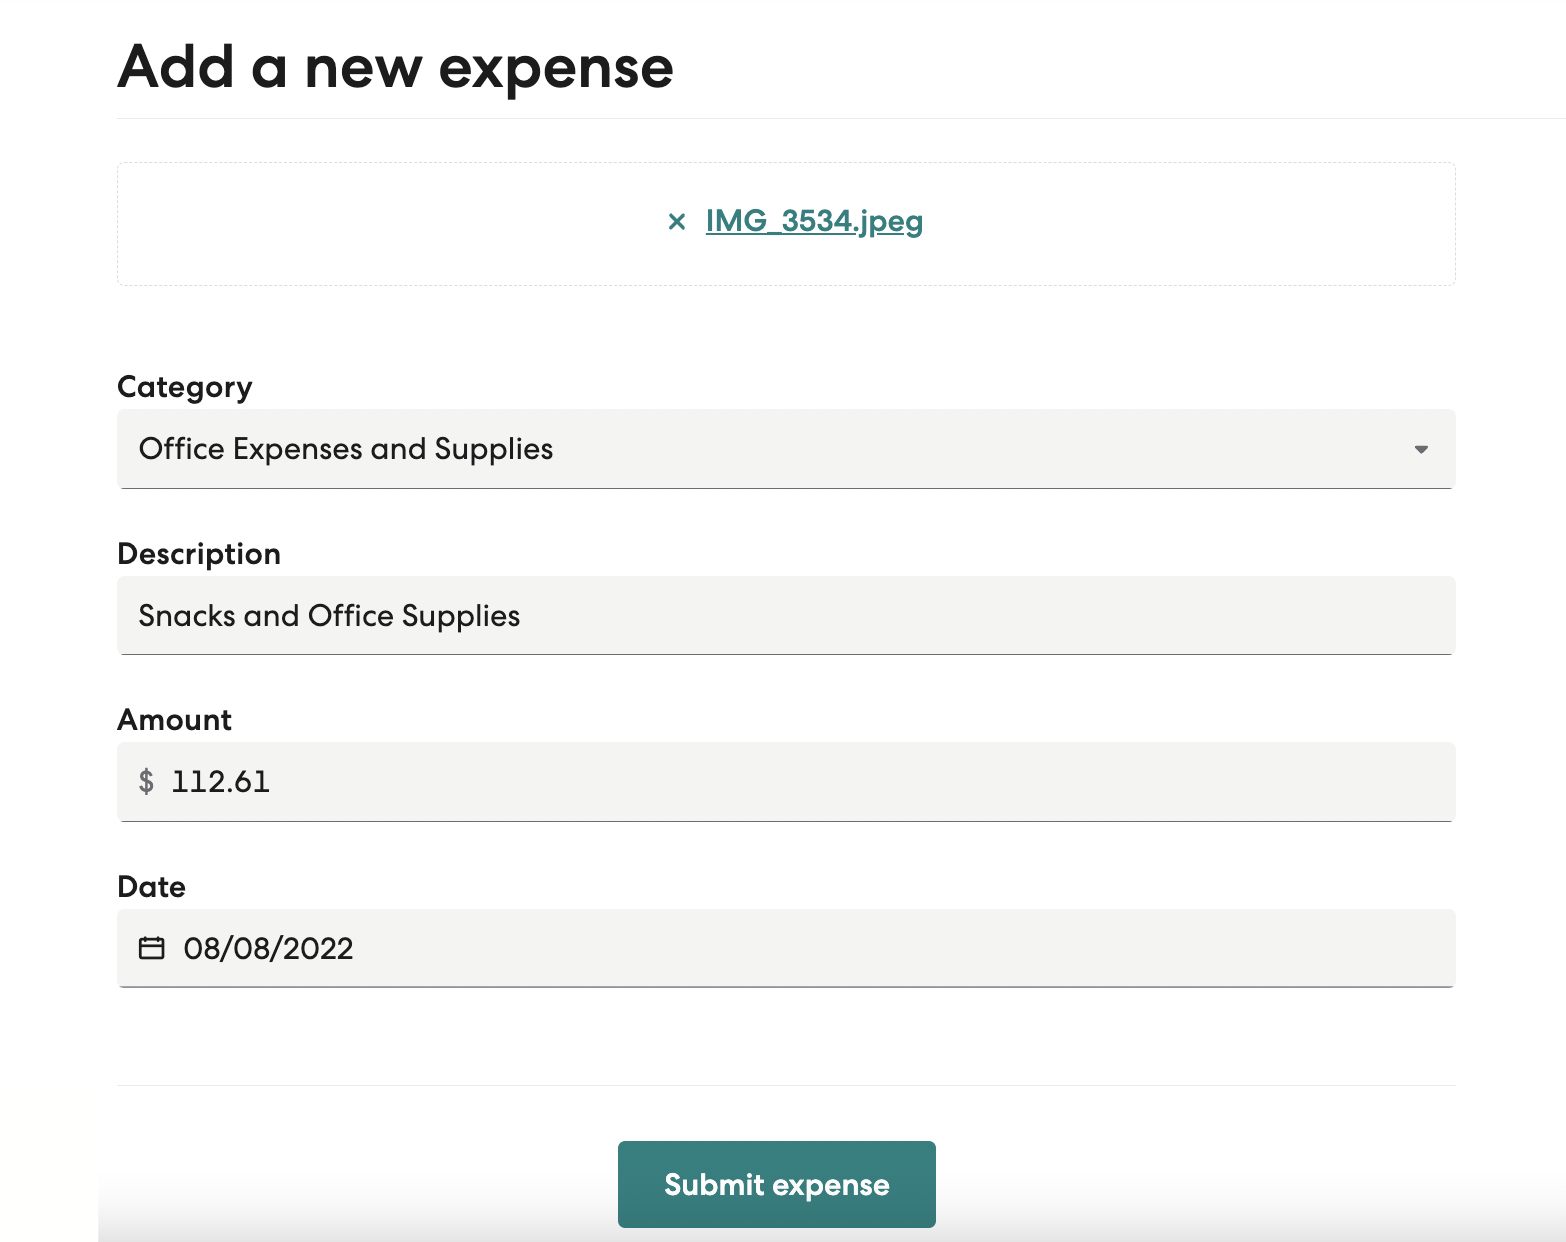 Add a new expense
× IMG_3534.jpeg
Category
Office Expenses and Supplies
Description
Snacks and Office Supplies
Amount
$ 112.61
Date
08/08/2022
Submit expense